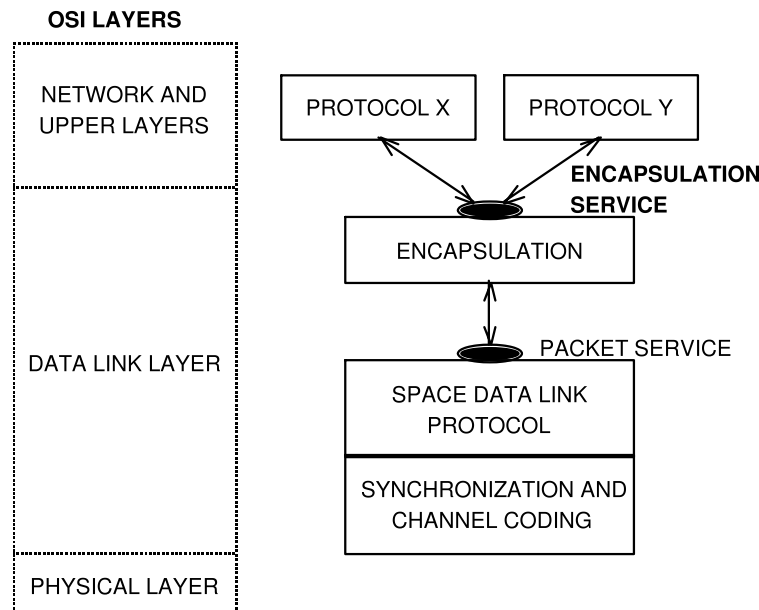 OSI LAYERS
NETWORK AND
UPPER LAYERS
DATA LINK LAYER
PHYSICAL LAYER
PROTOCOL X
PROTOCOL Y
ENCAPSULATION
SERVICE
ENCAPSULATION
PACKET SERVICE
SPACE DATA LINK
PROTOCOL
SYNCHRONIZATION AND
CHANNEL CODING